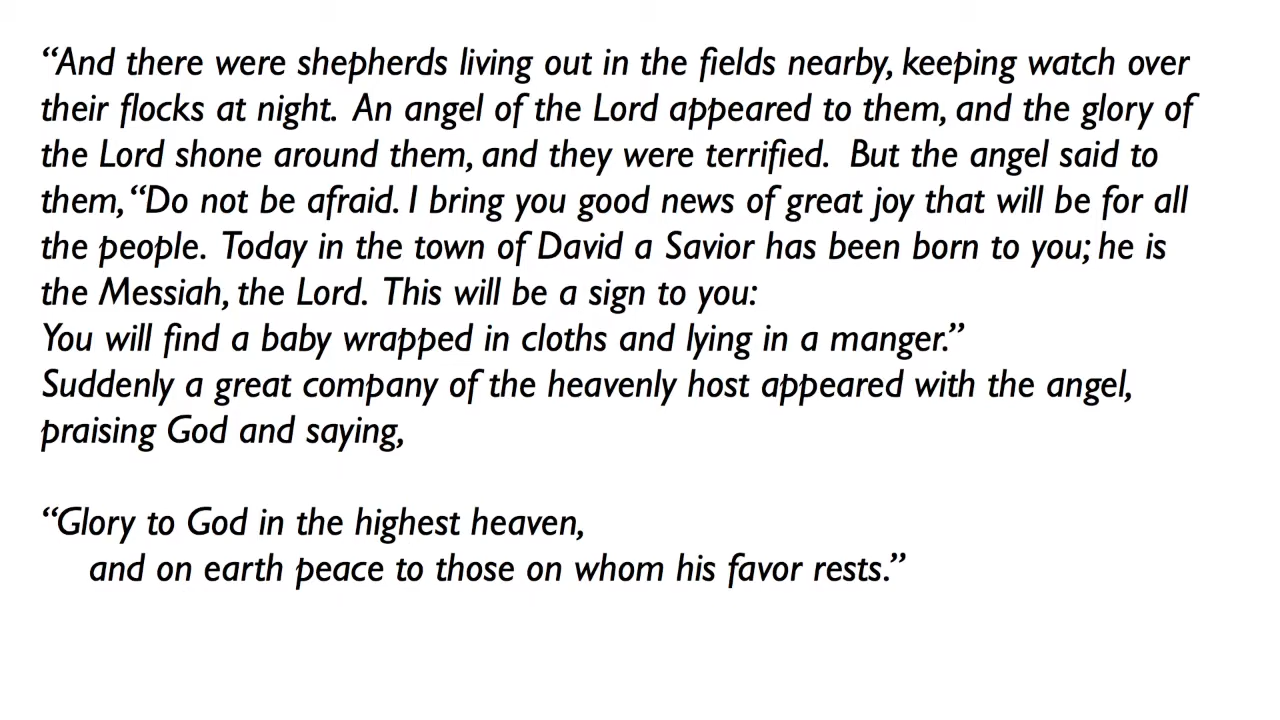 “And there were shepherds living out in the fields nearby, keeping watch over
their flocks at night.  An angel of the Lord appeared to them, and the glory of
the Lord shone around them, and they were terrified.  But the angel said to
them, “Do not be afraid. I bring you good news of great joy that will be for all
the people.  Today in the town of David a Savior has been born to you; he is
the Messiah, the Lord.  This will be a sign to you:
You will find a baby wrapped in cloths and lying in a manger.”
Suddenly a great company of the heavenly host appeared with the angel,
praising God and saying,
“Glory to God in the highest heaven,
and on earth peace to those on whom his favor rests.”